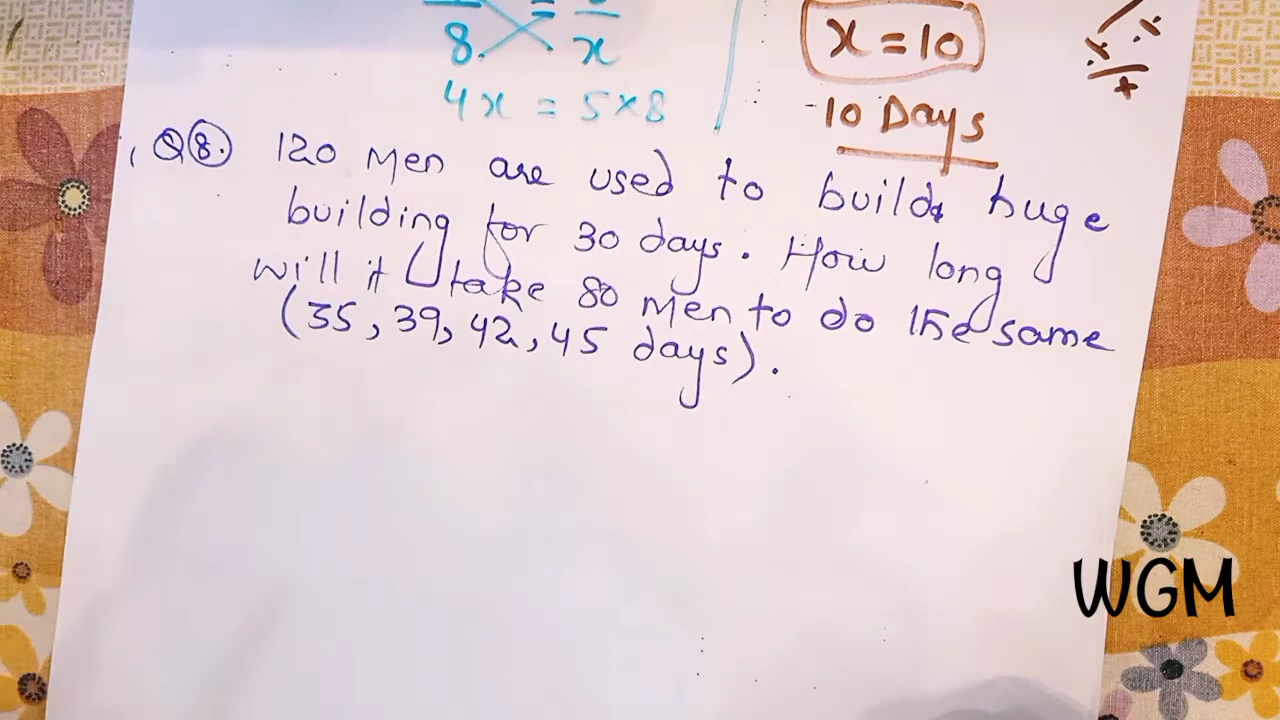 8 = x
4x = 5×8
x = 10
10 Days
Q8. 120 Men are used to build huge
building for 30 days. How long
will it take 80 Men to do the same
(35, 39, 42, 45 days).
WGM